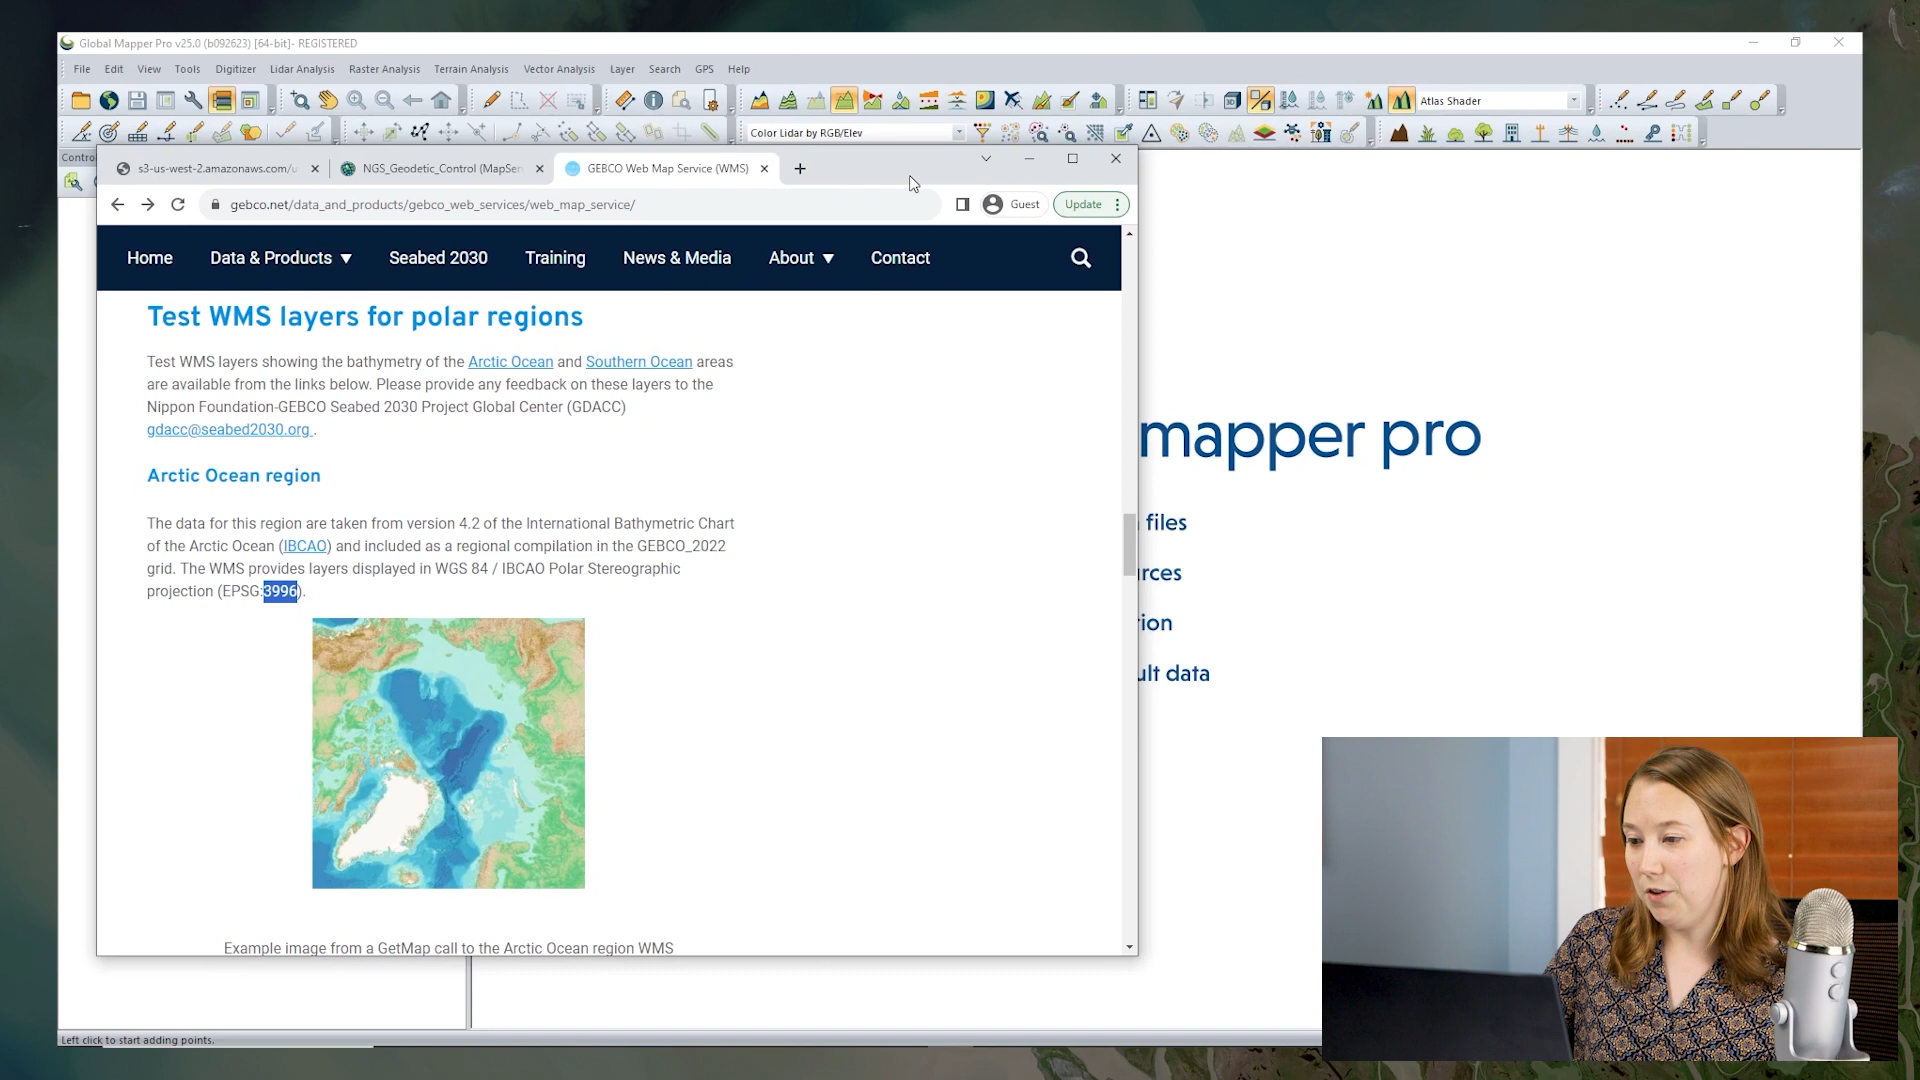 Global Mapper Pro v25.0 (b092623) [64-bit]- REGISTERED
File Edit View Tools Digitizer Lidar Analysis Raster Analysis Terrain Analysis Vector Analysis Layer Search GPS Help
Atlas Shader
Color Lidar by RGB/Elev
Contro
s3-us-west-2.amazonaws.com/u
NGS_Geodetic_Control (MapSer
GEBCO Web Map Service (WMS)
gebco.net/data_and_products/gebco_web_services/web_map_service/
Guest
Update
Home Data & Products Seabed 2030 Training News & Media About Contact
Test WMS layers for polar regions
Test WMS layers showing the bathymetry of the Arctic Ocean and Southern Ocean areas
are available from the links below. Please provide any feedback on these layers to the
Nippon Foundation-GEBCO Seabed 2030 Project Global Center (GDACC)
gdacc@seabed2030.org .
Arctic Ocean region
The data for this region are taken from version 4.2 of the International Bathymetric Chart
of the Arctic Ocean (IBCAO) and included as a regional compilation in the GEBCO_2022
grid. The WMS provides layers displayed in WGS 84 / IBCAO Polar Stereographic
projection (EPSG:3996).
Example image from a GetMap call to the Arctic Ocean region WMS
mapper pro
files
rces
ion
ult data
Left click to start adding points.